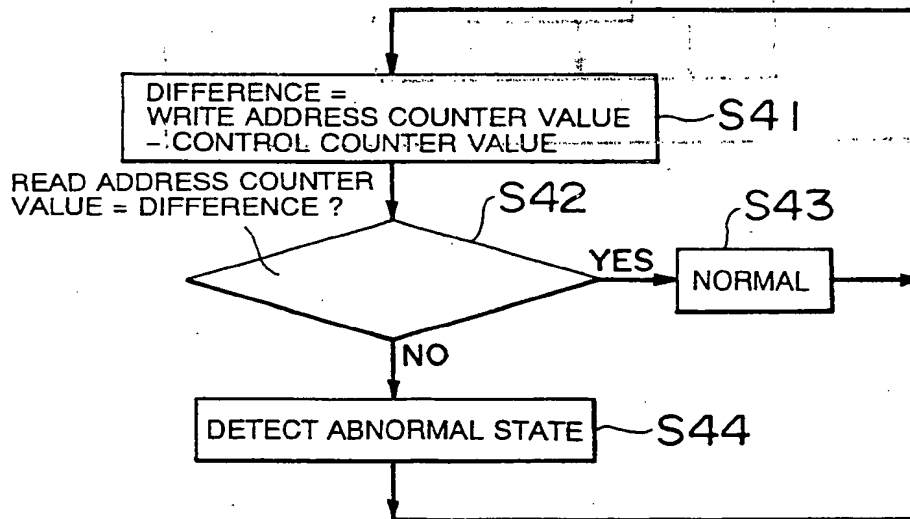 DIFFERENCE =
WRITE ADDRESS COUNTER VALUE
- CONTROL COUNTER VALUE
S41
READ ADDRESS COUNTER
VALUE = DIFFERENCE ?
S42
S43
YES
NORMAL
NO
DETECT ABNORMAL STATE
S44